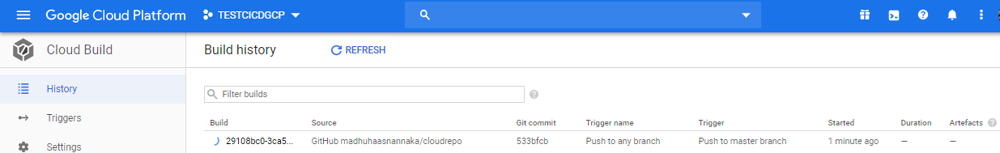 Google Cloud Platform TESTCICDGCP
Cloud Build Build history REFRESH
History
Filter builds
Triggers
Build Source Git commit Trigger name Trigger Started Duration Artefacts
29108bc0-3ca5... GitHub madhuhaasnannaka/cloudrepo 533bfcb Push to any branch Push to master branch 1 minute ago — —
Settings